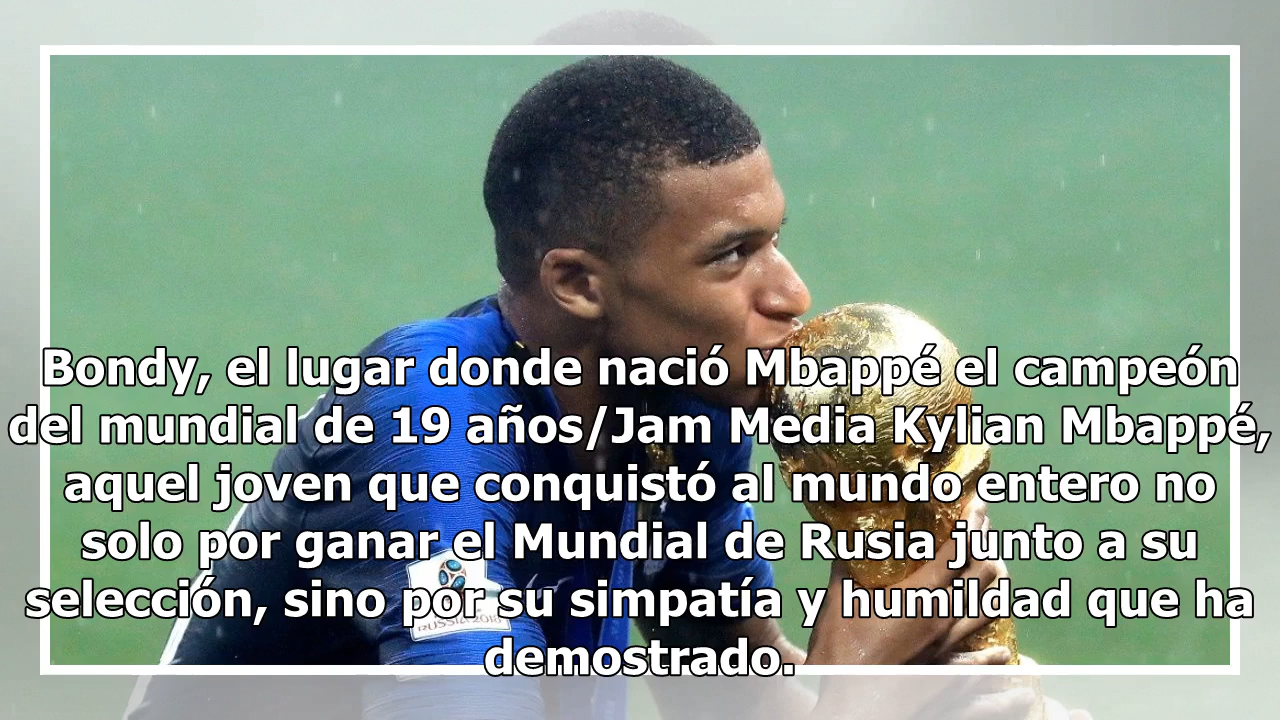 Bondy, el lugar donde nació Mbappé el campeón
del mundial de 19 años/Jam Media Kylian Mbappé,
aquel joven que conquistó al mundo entero no
solo por ganar el Mundial de Rusia junto a su
selección, sino por su simpatía y humildad que ha
demostrado.
RUSSIA 2018